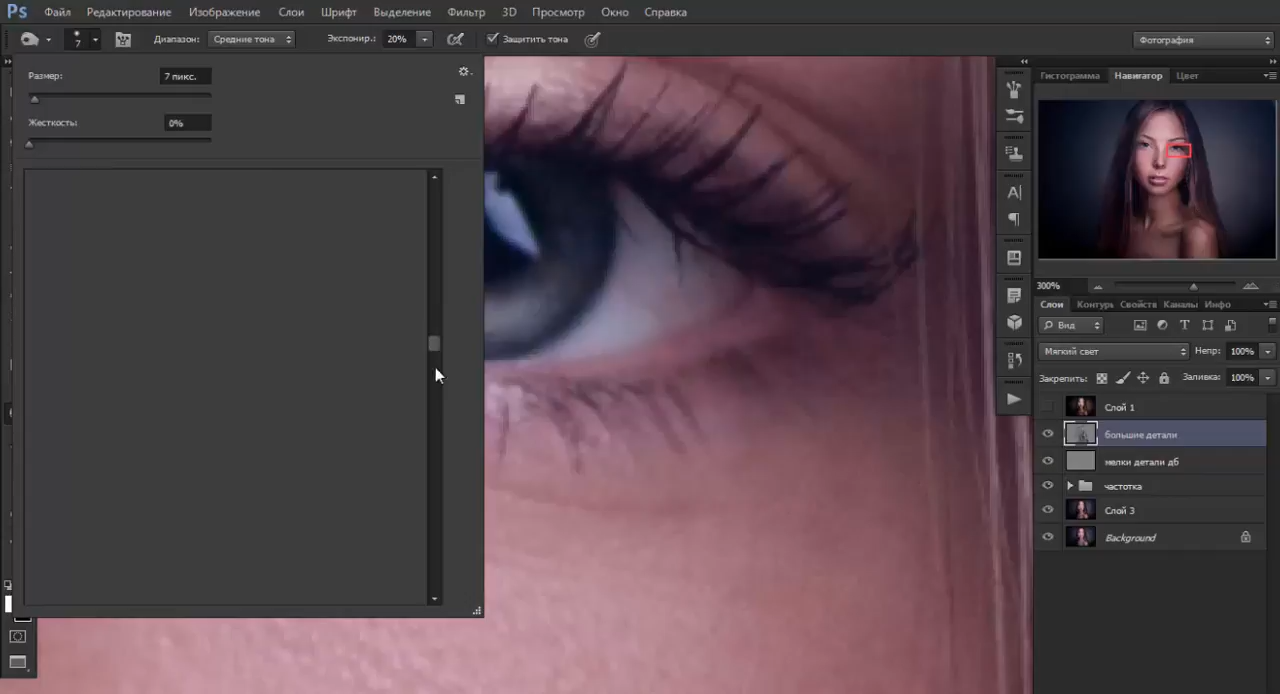 Ps Файл Редактирование Изображение Слои Шрифт Выделение Фильтр 3D Просмотр Окно Справка
7 Диапазон: Средние тона Экспонир.: 20% Защитить тона Фотография
Размер: 7 пикс.
Жесткость: 0%
Гистограмма Навигатор Цвет
300%
Слои Контуры Свойства Каналы Инфо
Вид T
Мягкий свет Непр: 100%
Закрепить: Заливка: 100%
Слой 1
большие детали
мелки детали дб
частотка
Слой 3
Background